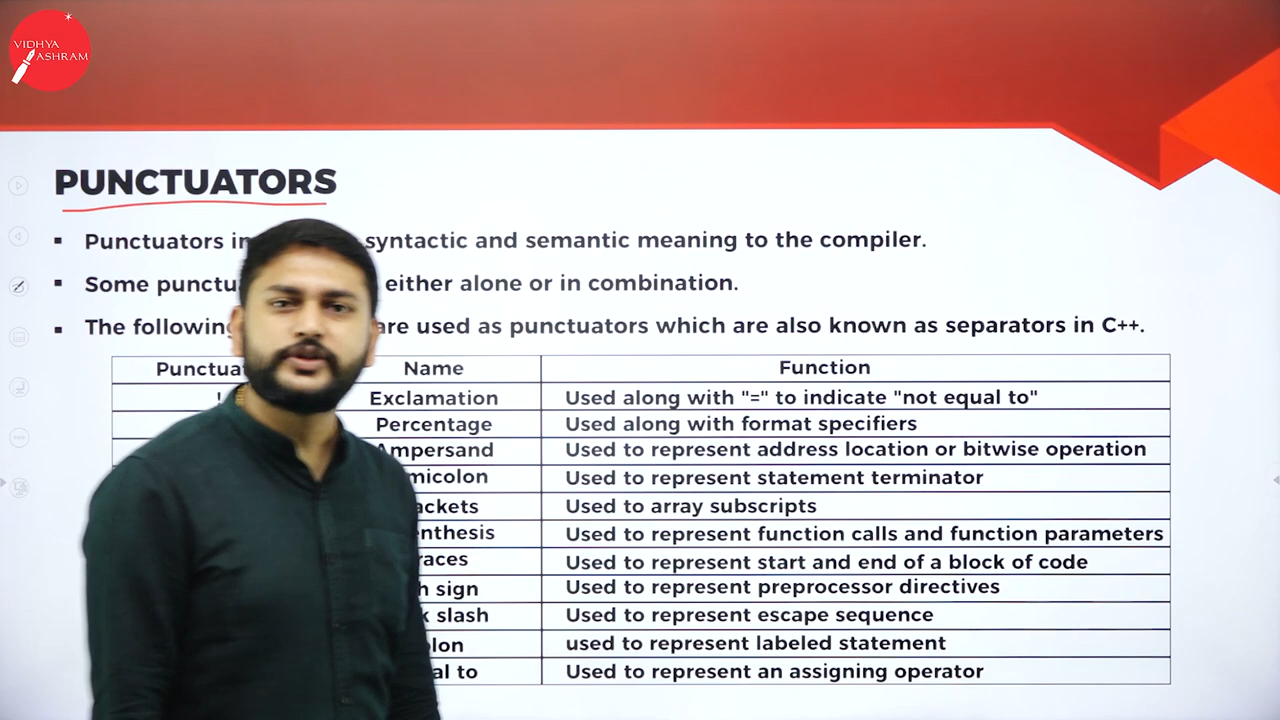 VIDHYA
ASHRAM
PUNCTUATORS
Punctuators syntactic and semantic meaning to the compiler.
Some either alone or in combination.
The following are used as punctuators which are also known as separators in C++.
Name Function
! Exclamation Used along with "=" to indicate "not equal to"
Percentage Used along with format specifiers
Ampersand Used to represent address location or bitwise operation
micolon Used to represent statement terminator
ackets Used to array subscripts
enthesis Used to represent function calls and function parameters
races Used to represent start and end of a block of code
h sign Used to represent preprocessor directives
k slash Used to represent escape sequence
lon used to represent labeled statement
al to Used to represent an assigning operator